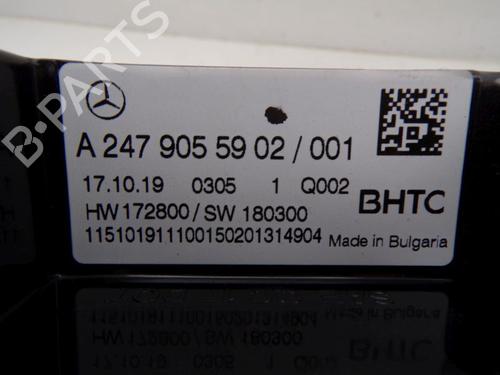 A 247 905 59 02 / 001
17.10.19 0305 1 Q002
HW 172800 / SW 180300
BHTC
115101911100150201314904
Made in Bulgaria
B-PARTS